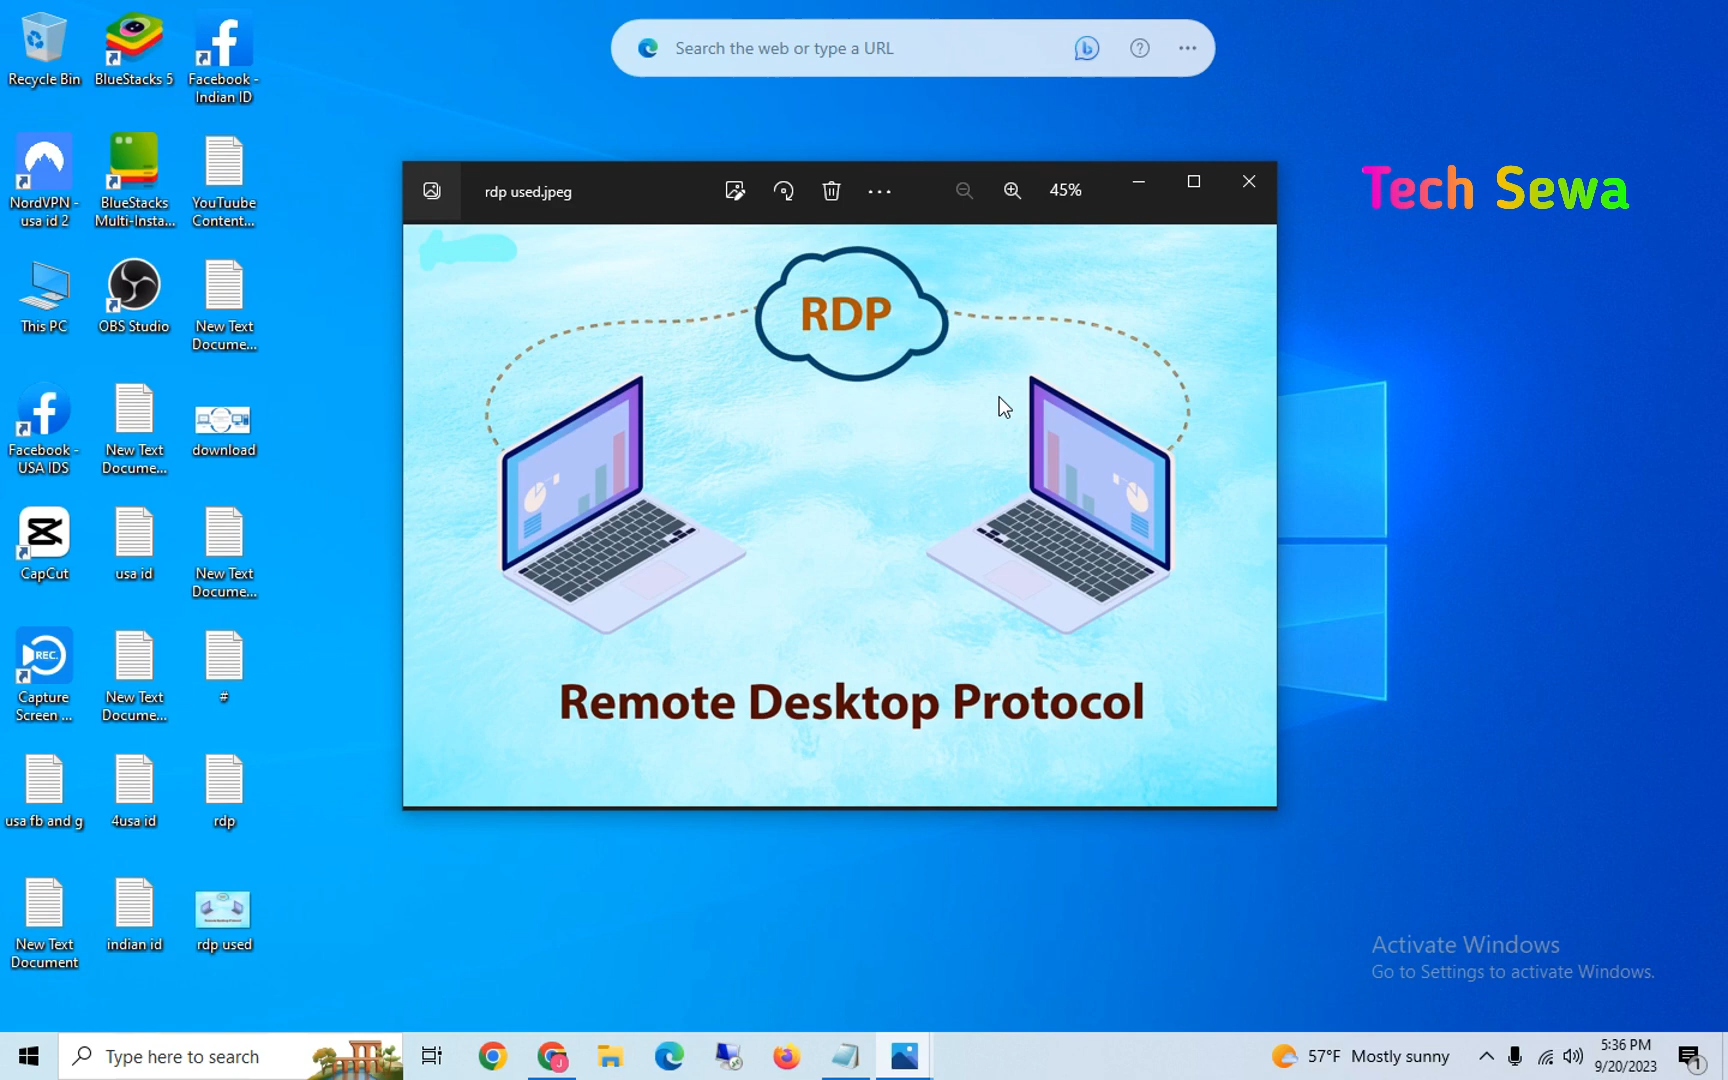 Search the web or type a URL
Recycle Bin
BlueStacks 5
Facebook -
Indian ID
NordVPN -
usa id 2
BlueStacks
Multi-Insta...
YouTuube
Content...
This PC
OBS Studio
New Text
Docume...
Facebook -
USA IDS
New Text
Docume...
download
CapCut
usa id
New Text
Docume...
REC.
Capture
Screen ...
New Text
Docume...
#
usa fb and g
4usa id
rdp
New Text
Document
indian id
rdp used
rdp used.jpeg
45%
RDP
Remote Desktop Protocol
Tech Sewa
Activate Windows
Go to Settings to activate Windows.
Type here to search
J
57°F Mostly sunny
5:36 PM
9/20/2023
1